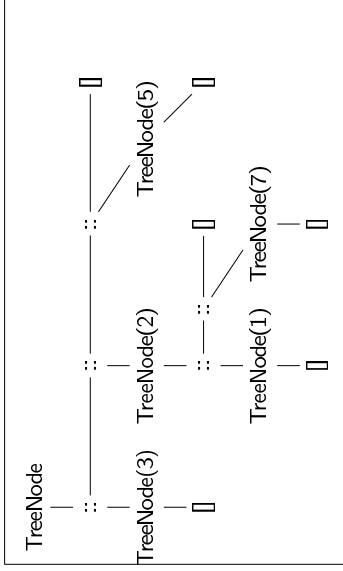 TreeNode
:: :: :: []
TreeNode(3) TreeNode(2) TreeNode(5)
[] :: :: [] []
TreeNode(1) TreeNode(7)
[] []